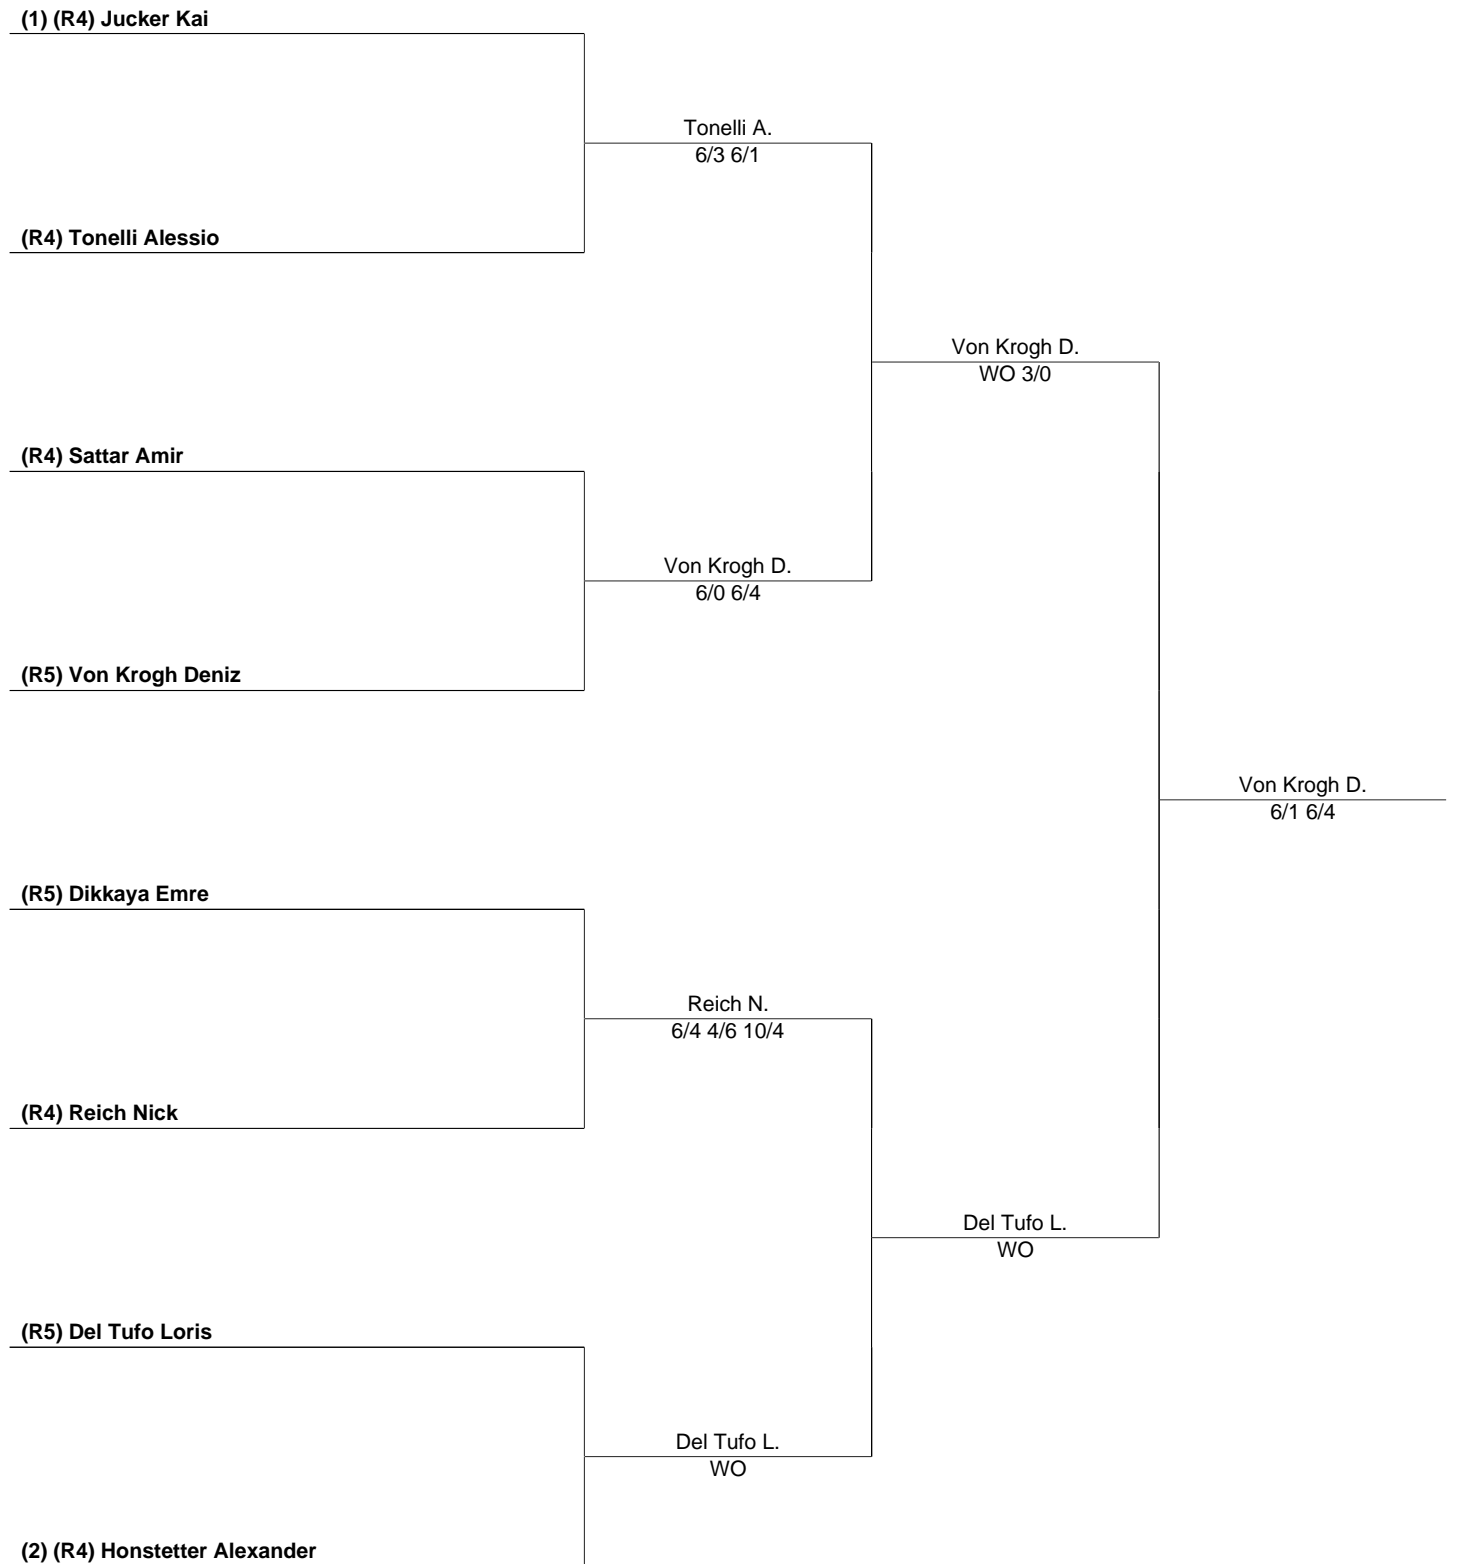 (1) (R4) Jucker Kai
Tonelli A.
6/3 6/1
(R4) Tonelli Alessio
Von Krogh D.
WO 3/0
(R4) Sattar Amir
Von Krogh D.
6/0 6/4
(R5) Von Krogh Deniz
Von Krogh D.
6/1 6/4
(R5) Dikkaya Emre
Reich N.
6/4 4/6 10/4
(R4) Reich Nick
Del Tufo L.
WO
(R5) Del Tufo Loris
Del Tufo L.
WO
(2) (R4) Honstetter Alexander